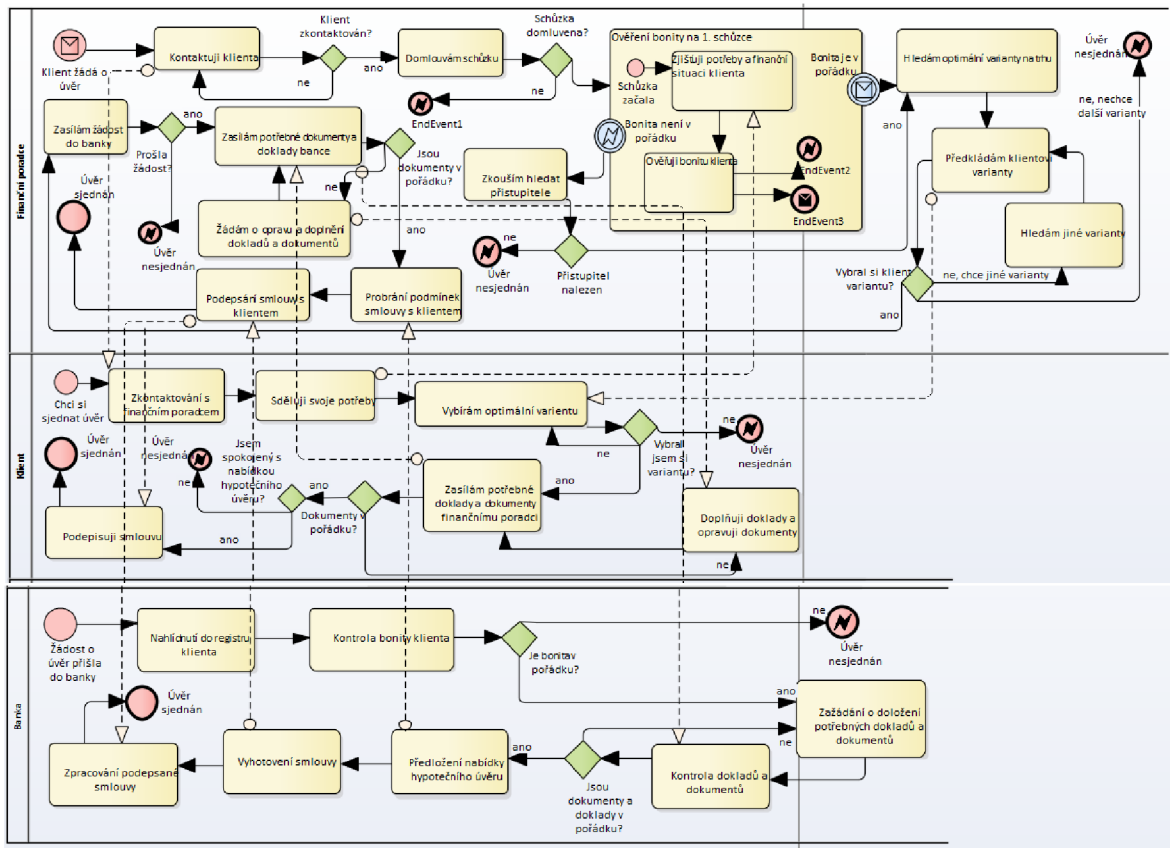 Finanční poradce
Klient žádá o
úvěr
Kontaktuji klienta
Klient
zkontaktován?
ne
ano
Domlouvám schůzku
Schůzka
domluvena?
ne
EndEvent1
ano
Ověření bonity na 1. schůzce
Schůzka
začala
Zjišťuji potřeby a finanční
situaci klienta
Ověřuji bonitu klienta
EndEvent2
EndEvent3
Bonita není v
pořádku
Bonita je v
pořádku
Hledám optimální varianty na trhu
Úvěr
nesjednán
ne, nechce
další varianty
ano
Předkládám klientovi
varianty
Hledám jiné varianty
Vybral si klient
variantu?
ne, chce jiné varianty
ano
Zkouším hledat
přistupitele
ne
Úvěr
nesjednán
Přistupitel
nalezen
Zasílám žádost
do banky
ano
Prošla
žádost?
Úvěr
nesjednán
Zasílám potřebné dokumenty a
doklady bance
Jsou
dokumenty v
pořádku?
ne
ano
Žádám o opravu a doplnění
dokladů a dokumentů
Úvěr
sjednán
Podepsání smlouvy s
klientem
Probrání podmínek
smlouvy s klientem
Klient
Chci si
sjednat úvěr
Zkontaktování s
finančním poradcem
Sděluji svoje potřeby
Vybírám optimální varientu
ne
Vybral
jsem si
variantu?
ne
Úvěr
nesjednán
ano
Zasílám potřebné
doklady a dokumenty
finančnímu poradci
Doplňuji doklady a
opravuji dokumenty
Dokumenty v
pořádku?
ne
ano
Jsem
spokojený s
nabídkou
hypotečního
úvěru?
ne
Úvěr
nesjednán
ano
Úvěr
sjednán
Podepisuji smlouvu
Banka
Žádost o
úvěr přišla
do banky
Nahlídnutí do registru
klienta
Kontrola bonity klienta
Je bonita v
pořádku?
ne
Úvěr
nesjednán
ano
Zažádání o doložení
potřebných dokladů a
dokumentů
ne
Kontrola dokladů a
dokumentů
Jsou
dokumenty a
doklady v
pořádku?
ano
Předložení nabídky
hypotečního úvěru
Vyhotovení smlouvy
Zpracování podepsané
smlouvy
Úvěr
sjednán